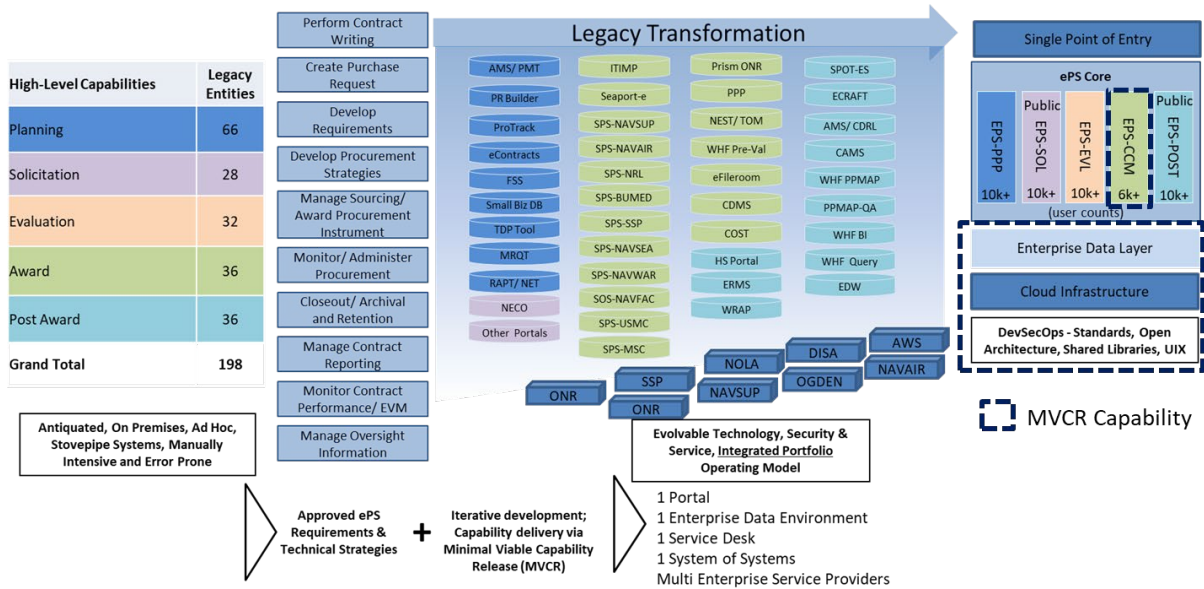 High-Level Capabilities
Legacy
Entities
Planning
66
Solicitation
28
Evaluation
32
Award
36
Post Award
36
Grand Total
198
Antiquated, On Premises, Ad Hoc,
Stovepipe Systems, Manually
Intensive and Error Prone
Perform Contract
Writing
Create Purchase
Request
Develop
Requirements
Develop Procurement
Strategies
Manage Sourcing/
Award Procurement
Instrument
Monitor/ Administer
Procurement
Closeout/ Archival
and Retention
Manage Contract
Reporting
Monitor Contract
Performance/ EVM
Manage Oversight
Information
Legacy Transformation
AMS/ PMT
PR Builder
ProTrack
eContracts
FSS
Small Biz DB
TDP Tool
MRQT
RAPT/ NET
NECO
Other Portals
ITIMP
Seaport-e
SPS-NAVSUP
SPS-NAVAIR
SPS-NRL
SPS-BUMED
SPS-SSP
SPS-NAVSEA
SPS-NAVWAR
SOS-NAVFAC
SPS-USMC
SPS-MSC
Prism ONR
PPP
NEST/ TOM
WHF Pre-Val
eFileroom
CDMS
COST
HS Portal
ERMS
WRAP
SPOT-ES
ECRAFT
AMS/ CDRL
CAMS
WHF PPMAP
PPMAP-QA
WHF BI
WHF Query
EDW
ONR
SSP
ONR
NOLA
NAVSUP
DISA
OGDEN
AWS
NAVAIR
Single Point of Entry
ePS Core
EPS-PPP
10k+
Public
EPS-SOL
10k+
EPS-EVL
10k+
EPS-CCM
6k+
Public
EPS-POST
10k+
(user counts)
Enterprise Data Layer
Cloud Infrastructure
DevSecOps - Standards, Open
Architecture, Shared Libraries, UIX
MVCR Capability
Approved ePS
Requirements &
Technical Strategies
+
Iterative development;
Capability delivery via
Minimal Viable Capability
Release (MVCR)
Evolvable Technology, Security &
Service, Integrated Portfolio
Operating Model
1 Portal
1 Enterprise Data Environment
1 Service Desk
1 System of Systems
Multi Enterprise Service Providers